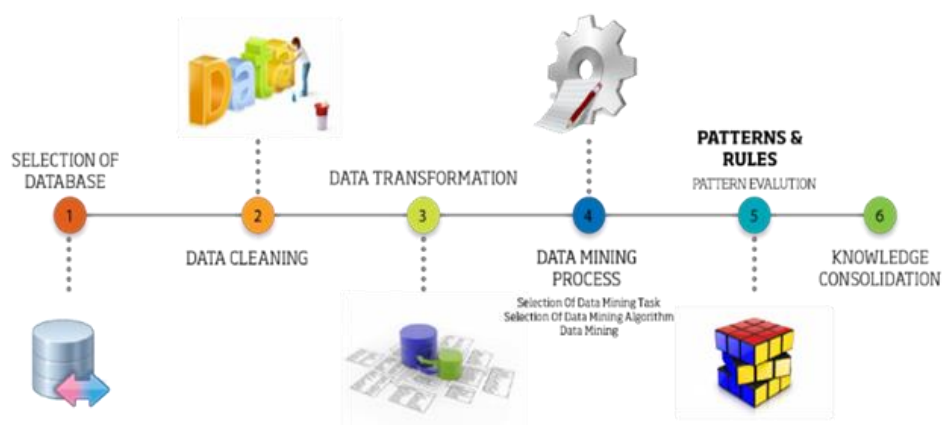 SELECTION OF
DATABASE
1
Data
2
DATA CLEANING
DATA TRANSFORMATION
3
4
DATA MINING
PROCESS
Selection Of Data Mining Task
Selection Of Data Mining Algorithm
Data Mining
PATTERNS &
RULES
PATTERN EVALUTION
5
6
KNOWLEDGE
CONSOLIDATION